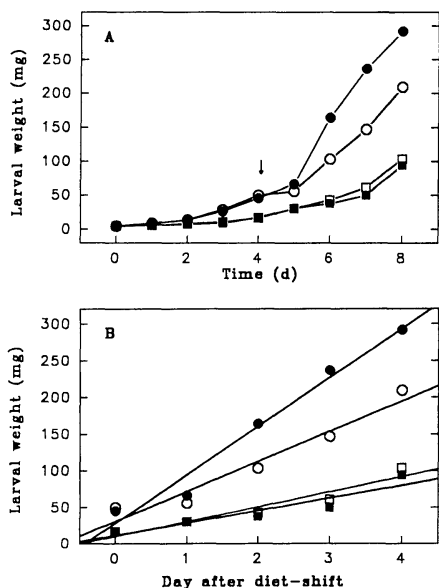 A
300
250
200
150
100
50
0
Larval weight (mg)
0 2 4 6 8
Time (d)
B
300
250
200
150
100
50
0
Larval weight (mg)
0 1 2 3 4
Day after diet-shift